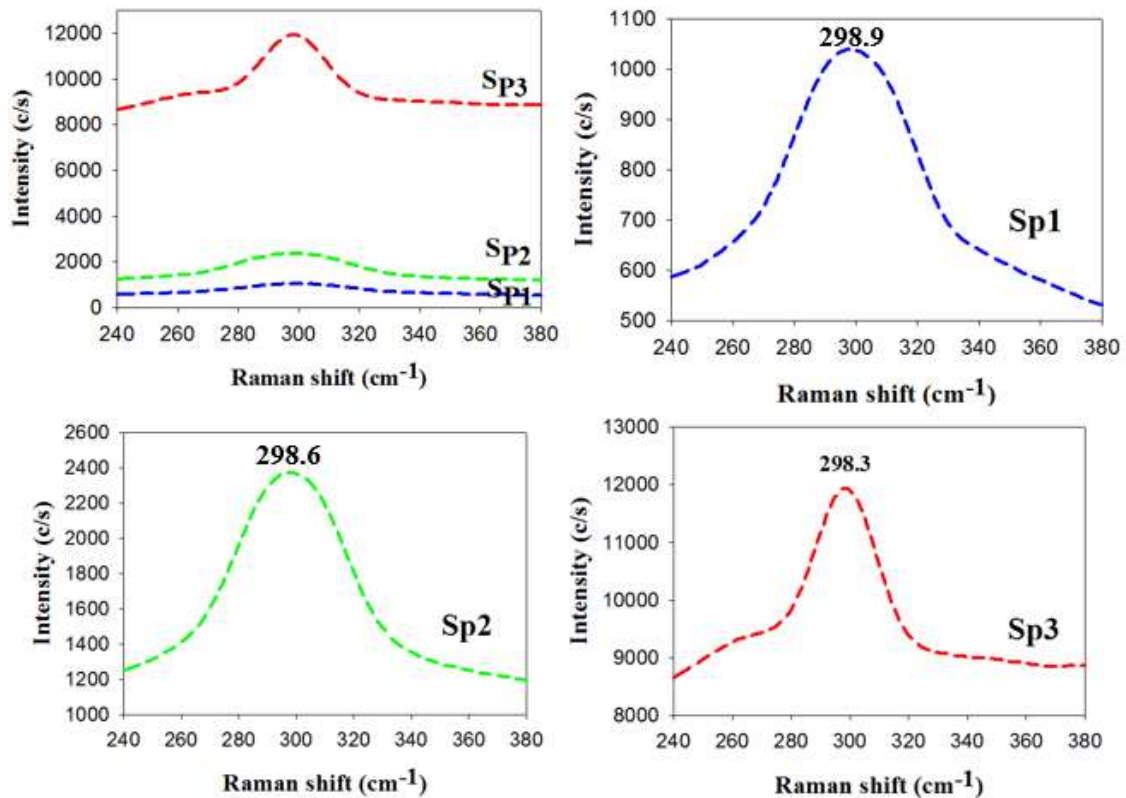 12000
10000
8000
6000
4000
2000
0
Intensity (c/s)
SP3
SP2
SP1
240 260 280 300 320 340 360 380
Raman shift (cm-1)
1100
1000
900
800
700
600
500
Intensity (c/s)
298.9
Sp1
240 260 280 300 320 340 360 380
Raman shift (cm-1)
2600
2400
2200
2000
1800
1600
1400
1200
1000
Intensity (c/s)
298.6
Sp2
240 260 280 300 320 340 360 380
Raman shift (cm-1)
13000
12000
11000
10000
9000
8000
Intensity (c/s)
298.3
Sp3
240 260 280 300 320 340 360 380
Raman shift (cm-1)